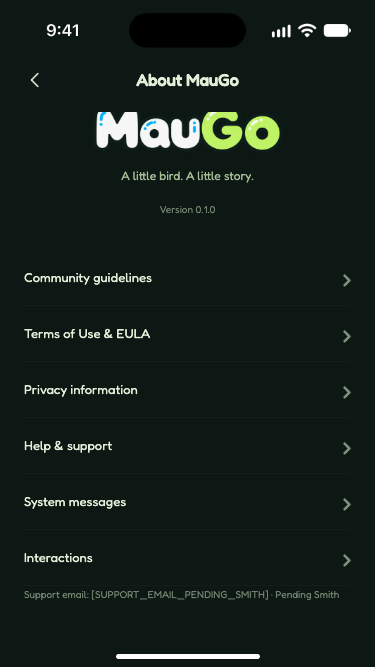 9:41
About MauGo
MauGo
A little bird. A little story.
Version 0.1.0
Community guidelines
Terms of Use & EULA
Privacy information
Help & support
System messages
Interactions
Support email: [SUPPORT_EMAIL_PENDING_SMITH] · Pending Smith